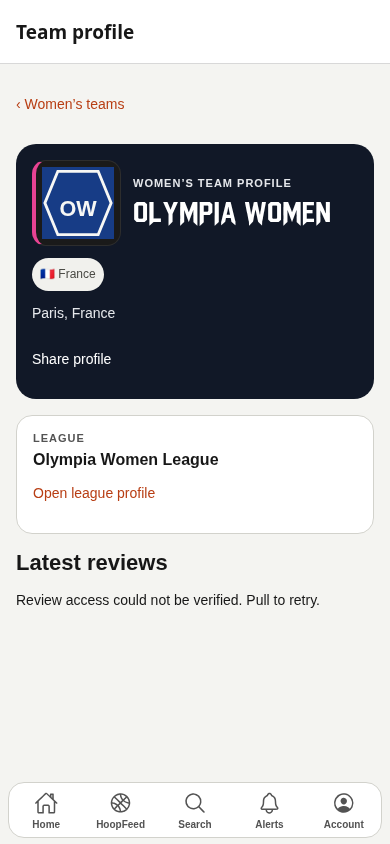 Team profile
‹ Women’s teams
OW
WOMEN’S TEAM PROFILE
OLYMPIA WOMEN
🇫🇷 France
Paris, France
Share profile
LEAGUE
Olympia Women League
Open league profile
Latest reviews
Review access could not be verified. Pull to retry.
Home HoopFeed Search Alerts Account